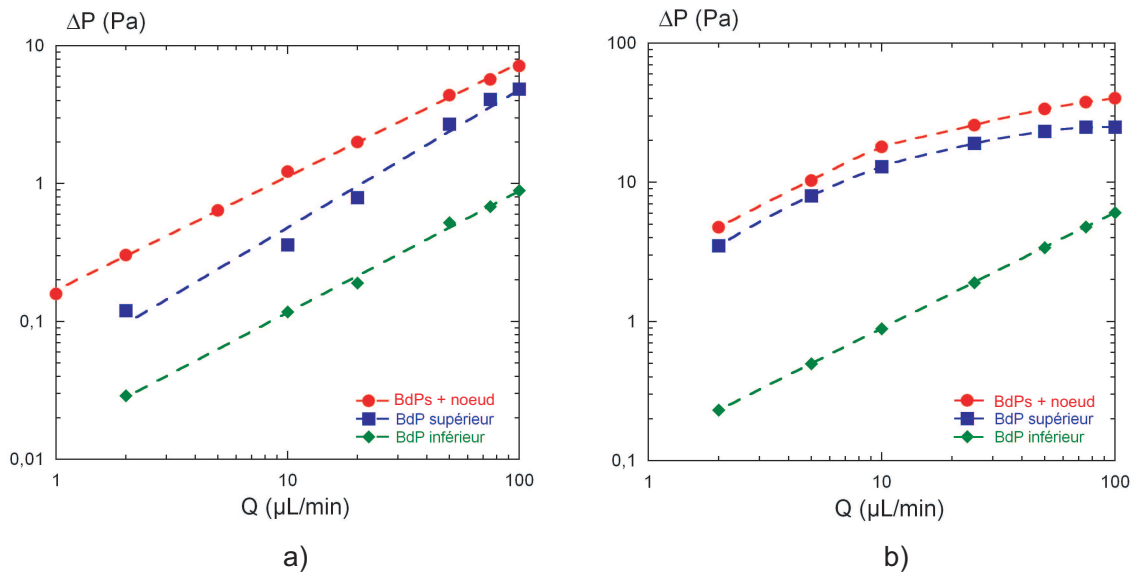 ΔP (Pa)
10
1
0,1
0,01
1
10
100
BdPs + noeud
BdP supérieur
BdP inférieur
Q (µL/min)
a)
ΔP (Pa)
100
10
1
0,1
1
10
100
BdPs + noeud
BdP supérieur
BdP inférieur
Q (µL/min)
b)